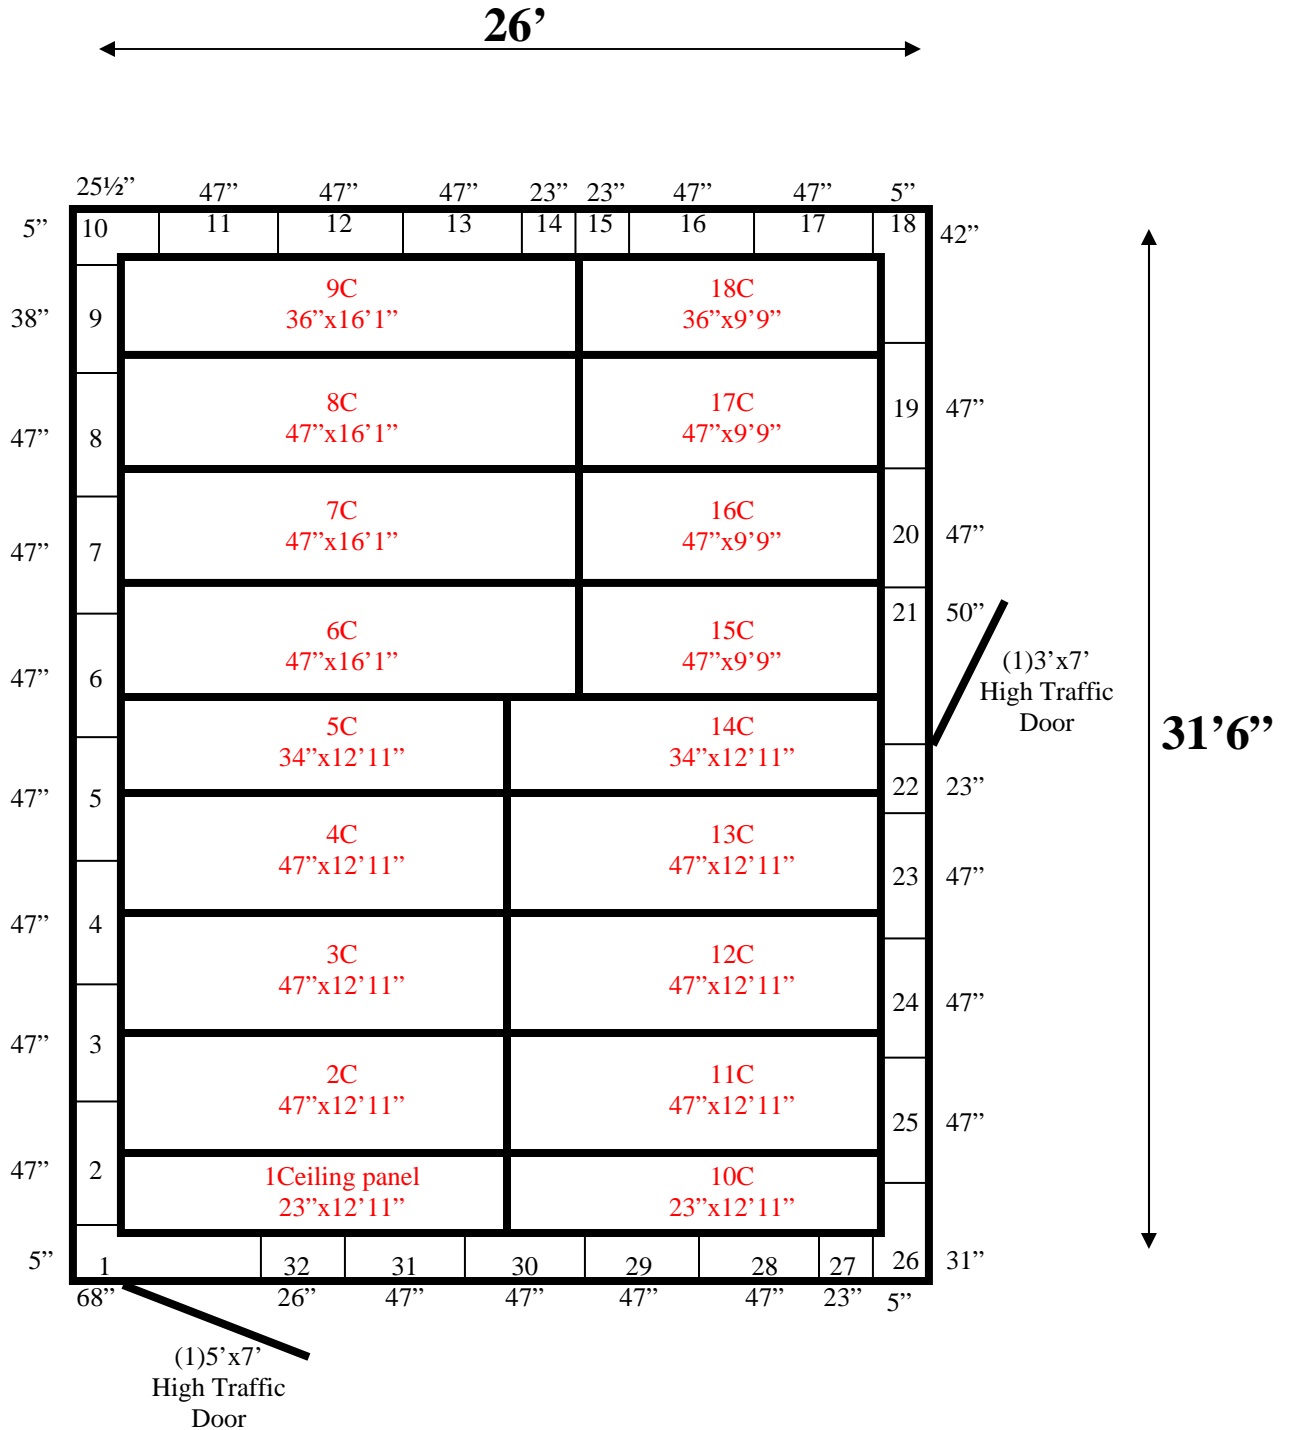 26’
25½” 47” 47” 47” 23” 23” 47” 47” 5”
5” 10 11 12 13 14 15 16 17 18 42”
9C 18C
38” 9 36”x16’1” 36”x9’9”
8C 17C 19 47”
47” 8 47”x16’1” 47”x9’9”
7C 16C
47” 7 47”x16’1” 47”x9’9” 20 47”
21 50”
6C 15C
47” 6 47”x16’1” 47”x9’9”
(1)3’x7’
High Traffic
Door
31’6”
5C 14C
34”x12’11” 34”x12’11”
47” 5 22 23”
4C 13C
47”x12’11” 47”x12’11” 23 47”
47” 4
3C 12C
47”x12’11” 47”x12’11” 24 47”
47” 3
2C 11C
47”x12’11” 47”x12’11” 25 47”
47” 2 1Ceiling panel 10C
23”x12’11” 23”x12’11”
5” 1 32 31 30 29 28 27 26 31”
68” 26” 47” 47” 47” 47” 23” 5”
(1)5’x7’
High Traffic
Door